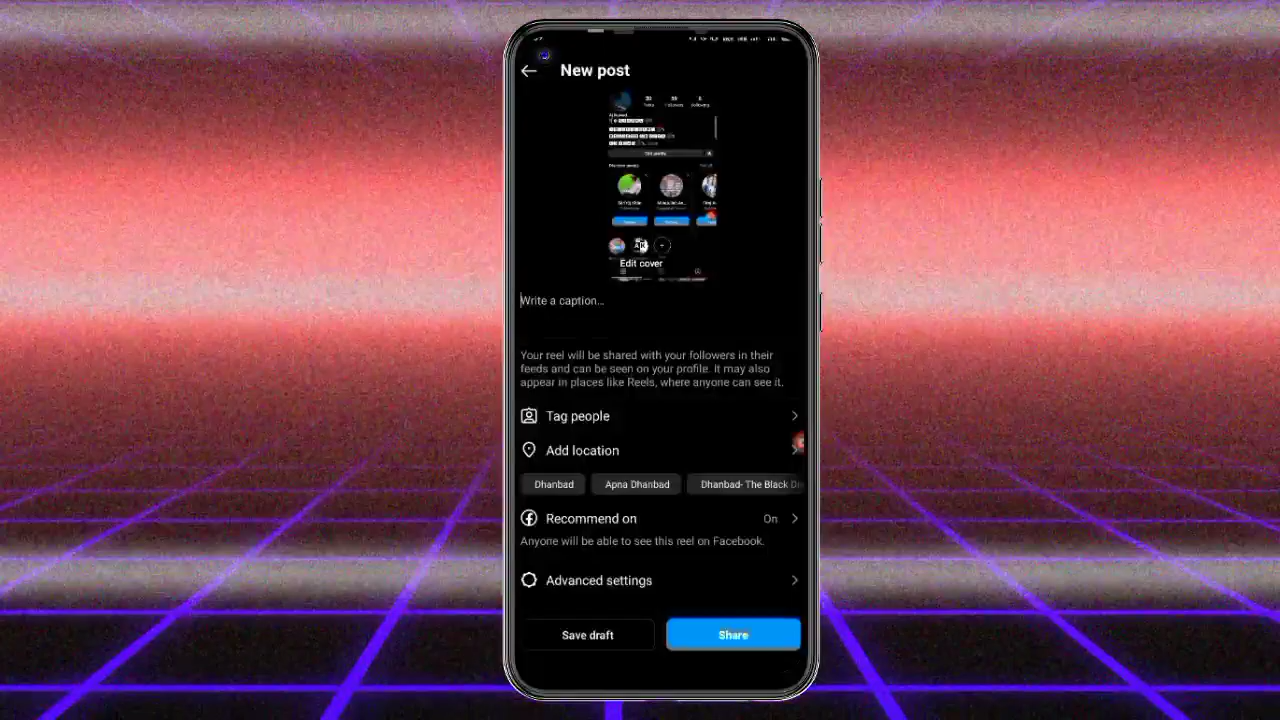 New post
Edit cover
Write a caption...
Your reel will be shared with your followers in their
feeds and can be seen on your profile. It may also
appear in places like Reels, where anyone can see it.
Tag people
Add location
Dhanbad
Apna Dhanbad
Dhanbad- The Black
Recommend on
On
Anyone will be able to see this reel on Facebook.
Advanced settings
Save draft
Share